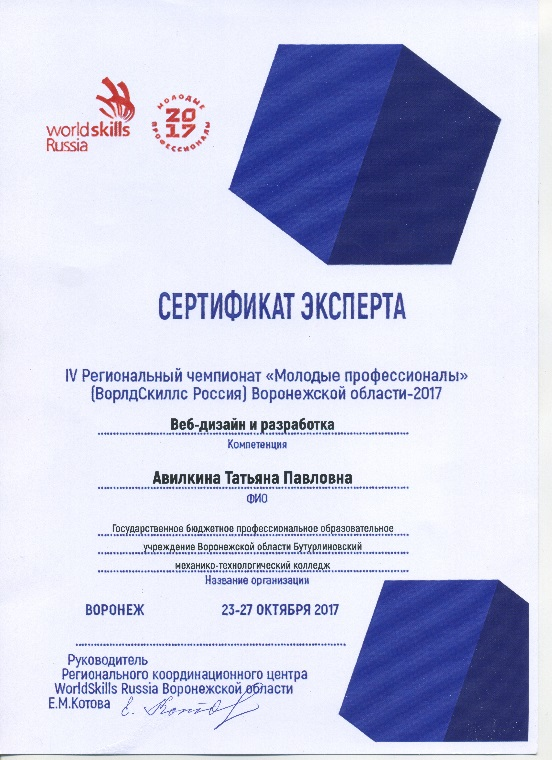 worldskills
Russia
МОЛОДЫЕ
2017
ПРОФЕССИОНАЛЫ
СЕРТИФИКАТ ЭКСПЕРТА
IV Региональный чемпионат «Молодые профессионалы»
(ВорлдСкиллс Россия) Воронежской области-2017
Веб-дизайн и разработка
Компетенция
Авилкина Татьяна Павловна
ФИО
Государственное бюджетное профессиональное образовательное
учреждение Воронежской области Бутурлиновский
механико-технологический колледж
Название организации
ВОРОНЕЖ 23-27 ОКТЯБРЯ 2017
Руководитель
Регионального координационного центра
WorldSkills Russia Воронежской области
Е.М.Котова